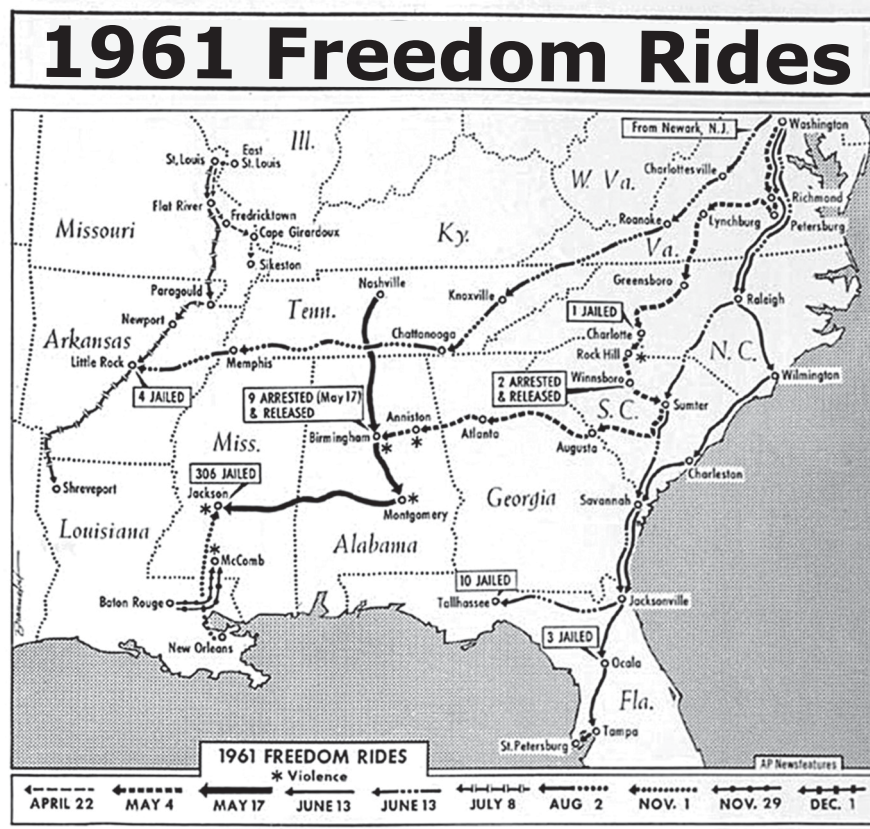 1961 Freedom Rides
From Newark, N.J.
Washington
Ill.
East
St. Louis
St. Louis
Charlottesville
W. Va.
Flat River
Fredricktown
Cape Girardoux
Missouri
Ky.
Roanoke
Lynchburg
Richmond
Petersburg
Va.
Sikeston
Greensboro
Paragould
Nashville
Knoxville
Raleigh
Newport
Tenn.
1 JAILED
Arkansas
Chattanooga
Charlotte
Little Rock
Memphis
Rock Hill
N. C.
4 JAILED
9 ARRESTED (May 17)
& RELEASED
2 ARRESTED
& RELEASED
Winnsboro
Wilmington
S. C.
Sumter
Anniston
Miss.
Birmingham
Atlanta
Augusta
306 JAILED
Charleston
Shreveport
Jackson
Georgia
Savannah
Montgomery
Louisiana
Alabama
McComb
10 JAILED
Baton Rouge
Tallhassee
Jacksonville
3 JAILED
New Orleans
Ocala
Fla.
Tampa
St. Petersburg
1961 FREEDOM RIDES
* Violence
AP Newsfeatures
APRIL 22
MAY 4
MAY 17
JUNE 13
JUNE 13
JULY 8
AUG 2
NOV. 1
NOV. 29
DEC. 1